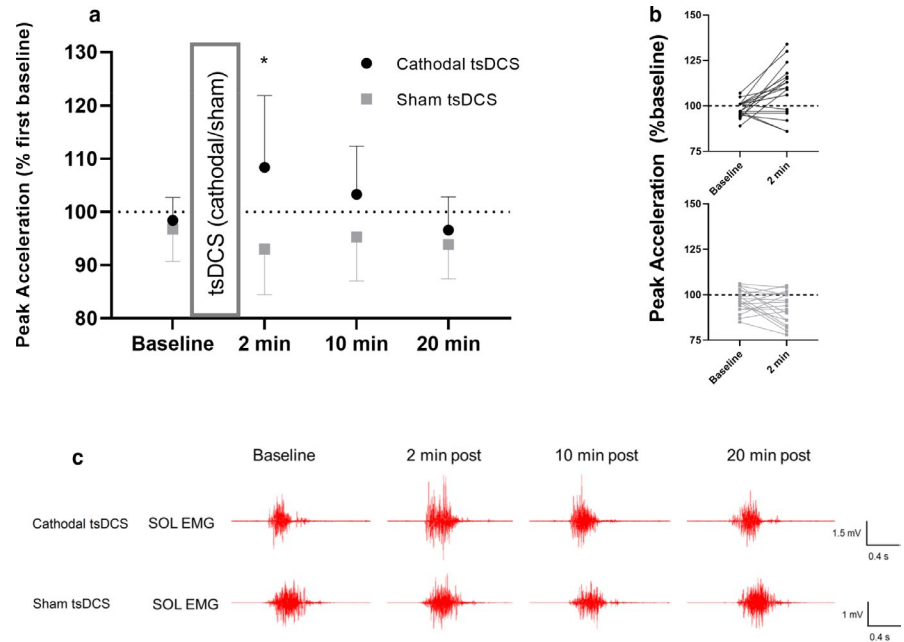 a
Peak Acceleration (% first baseline)
130
120
110
100
90
80
tsDCS (cathodal/sham)
*
Cathodal tsDCS
Sham tsDCS
Baseline
2 min
10 min
20 min
b
Peak Acceleration (%baseline)
150
125
100
75
Baseline
2 min
150
125
100
75
Baseline
2 min
c
Baseline
2 min post
10 min post
20 min post
Cathodal tsDCS
SOL EMG
1.5 mV
0.4 s
Sham tsDCS
SOL EMG
1 mV
0.4 s